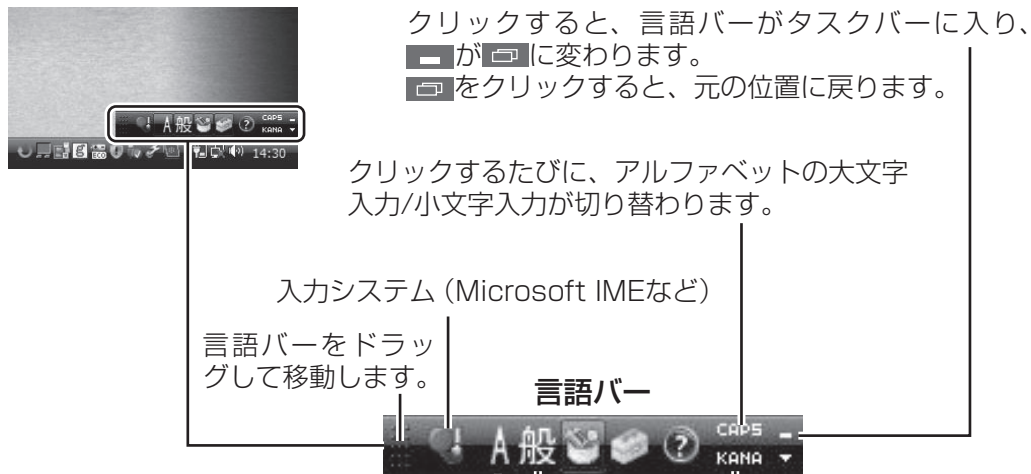 クリックすると、言語バーがタスクバーに入り、
が に変わります。
をクリックすると、元の位置に戻ります。
A 般 ? CAPS
KANA
14:30
クリックするたびに、アルファベットの大文字
入力/小文字入力が切り替わります。
入力システム（Microsoft IMEなど）
言語バーをドラッ
グして移動します。
言語バー
A 般 ? CAPS
KANA